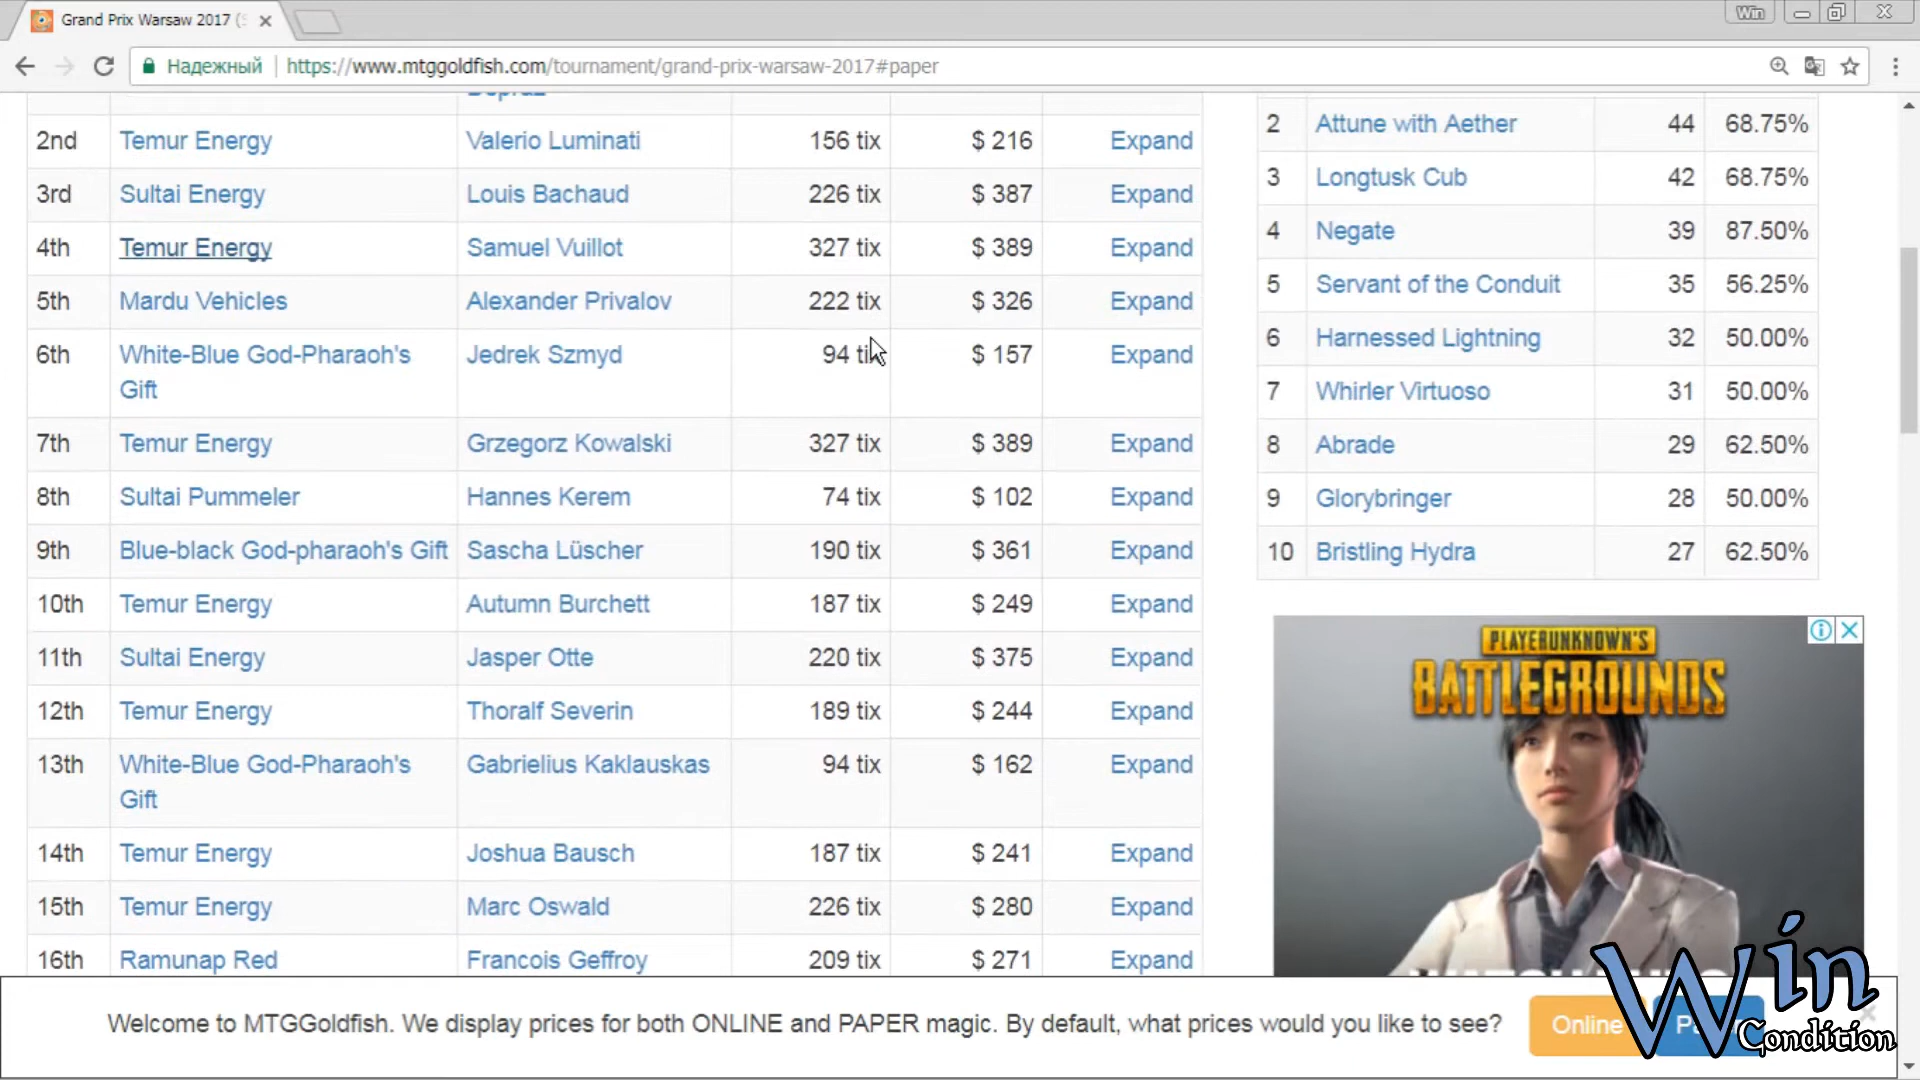 Grand Prix Warsaw 2017 (
Win
Надежный
https://www.mtggoldfish.com/tournament/grand-prix-warsaw-2017#paper
2nd Temur Energy Valerio Luminati 156 tix $ 216 Expand
3rd Sultai Energy Louis Bachaud 226 tix $ 387 Expand
4th Temur Energy Samuel Vuillot 327 tix $ 389 Expand
5th Mardu Vehicles Alexander Privalov 222 tix $ 326 Expand
6th White-Blue God-Pharaoh's Jedrek Szmyd 94 tix $ 157 Expand
Gift
7th Temur Energy Grzegorz Kowalski 327 tix $ 389 Expand
8th Sultai Pummeler Hannes Kerem 74 tix $ 102 Expand
9th Blue-black God-pharaoh's Gift Sascha Lüscher 190 tix $ 361 Expand
10th Temur Energy Autumn Burchett 187 tix $ 249 Expand
11th Sultai Energy Jasper Otte 220 tix $ 375 Expand
12th Temur Energy Thoralf Severin 189 tix $ 244 Expand
13th White-Blue God-Pharaoh's Gabrielius Kaklauskas 94 tix $ 162 Expand
Gift
14th Temur Energy Joshua Bausch 187 tix $ 241 Expand
15th Temur Energy Marc Oswald 226 tix $ 280 Expand
16th Ramunap Red Francois Geffroy 209 tix $ 271 Expand
2 Attune with Aether 44 68.75%
3 Longtusk Cub 42 68.75%
4 Negate 39 87.50%
5 Servant of the Conduit 35 56.25%
6 Harnessed Lightning 32 50.00%
7 Whirler Virtuoso 31 50.00%
8 Abrade 29 62.50%
9 Glorybringer 28 50.00%
10 Bristling Hydra 27 62.50%
PLAYERUNKNOWN'S
BATTLEGROUNDS
Welcome to MTGGoldfish. We display prices for both ONLINE and PAPER magic. By default, what prices would you like to see?
Online
Win
Condition